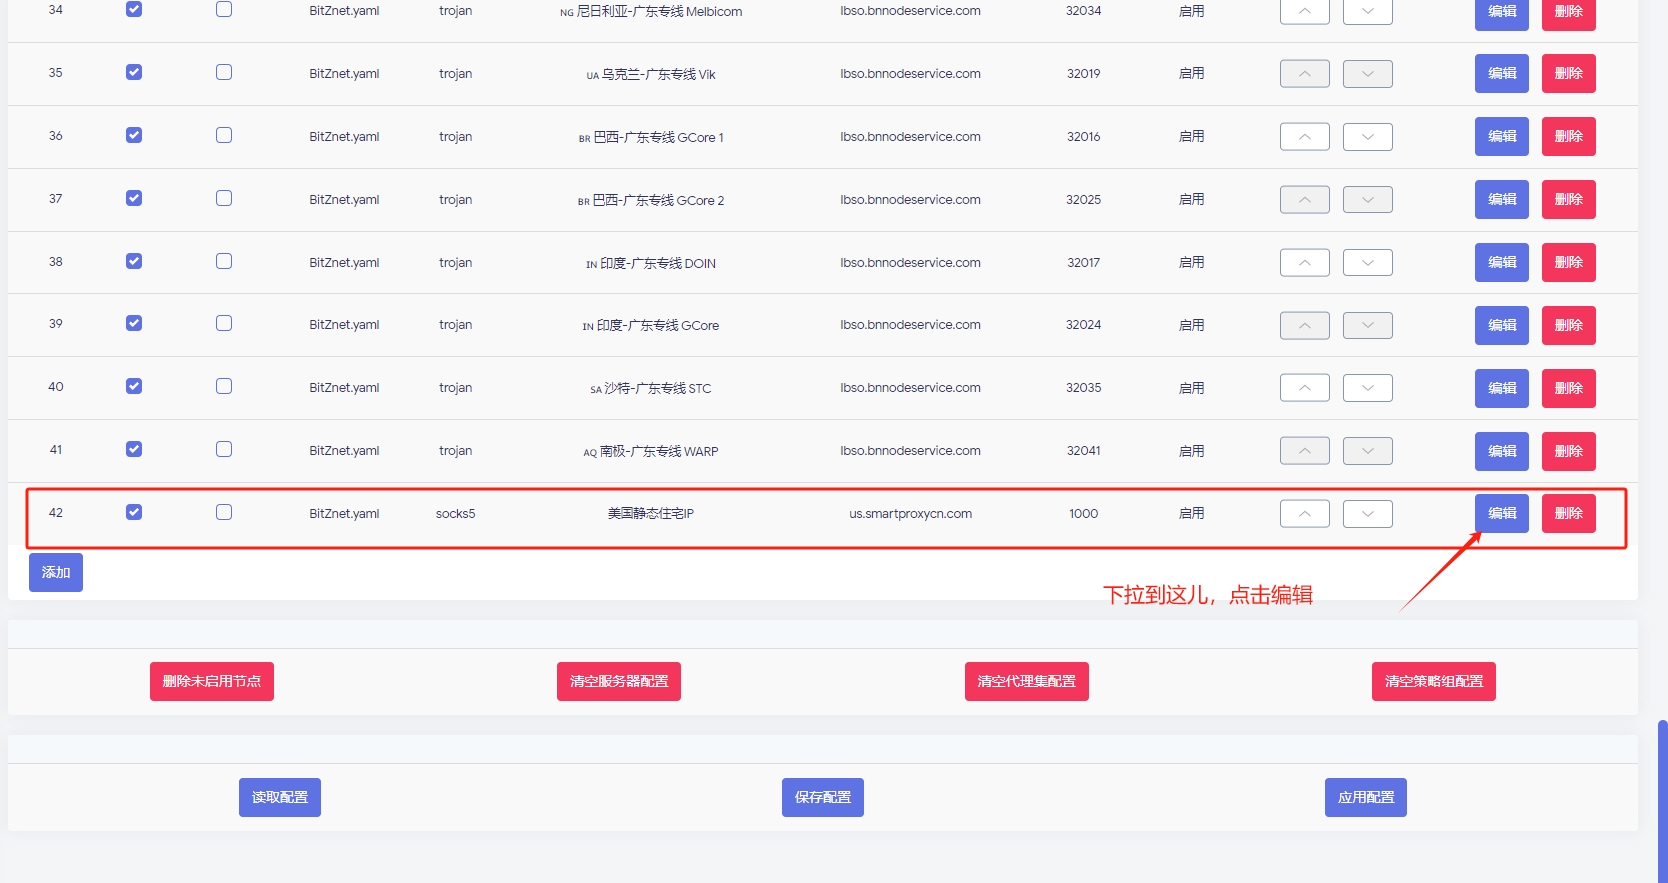 34 BitZnet.yaml trojan NG 尼日利亚-广东专线 Melbicom lbso.bnnodeservice.com 32034 启用 编辑 删除
35 BitZnet.yaml trojan UA 乌克兰-广东专线 Vik lbso.bnnodeservice.com 32019 启用 编辑 删除
36 BitZnet.yaml trojan BR 巴西-广东专线 GCore 1 lbso.bnnodeservice.com 32016 启用 编辑 删除
37 BitZnet.yaml trojan BR 巴西-广东专线 GCore 2 lbso.bnnodeservice.com 32025 启用 编辑 删除
38 BitZnet.yaml trojan IN 印度-广东专线 DOIN lbso.bnnodeservice.com 32017 启用 编辑 删除
39 BitZnet.yaml trojan IN 印度-广东专线 GCore lbso.bnnodeservice.com 32024 启用 编辑 删除
40 BitZnet.yaml trojan SA 沙特-广东专线 STC lbso.bnnodeservice.com 32035 启用 编辑 删除
41 BitZnet.yaml trojan AQ 南极-广东专线 WARP lbso.bnnodeservice.com 32041 启用 编辑 删除
42 BitZnet.yaml socks5 美国静态住宅IP us.smartproxycn.com 1000 启用 编辑 删除
添加
下拉到这儿，点击编辑
删除未启用节点 清空服务器配置 清空代理集配置 清空策略组配置
读取配置 保存配置 应用配置